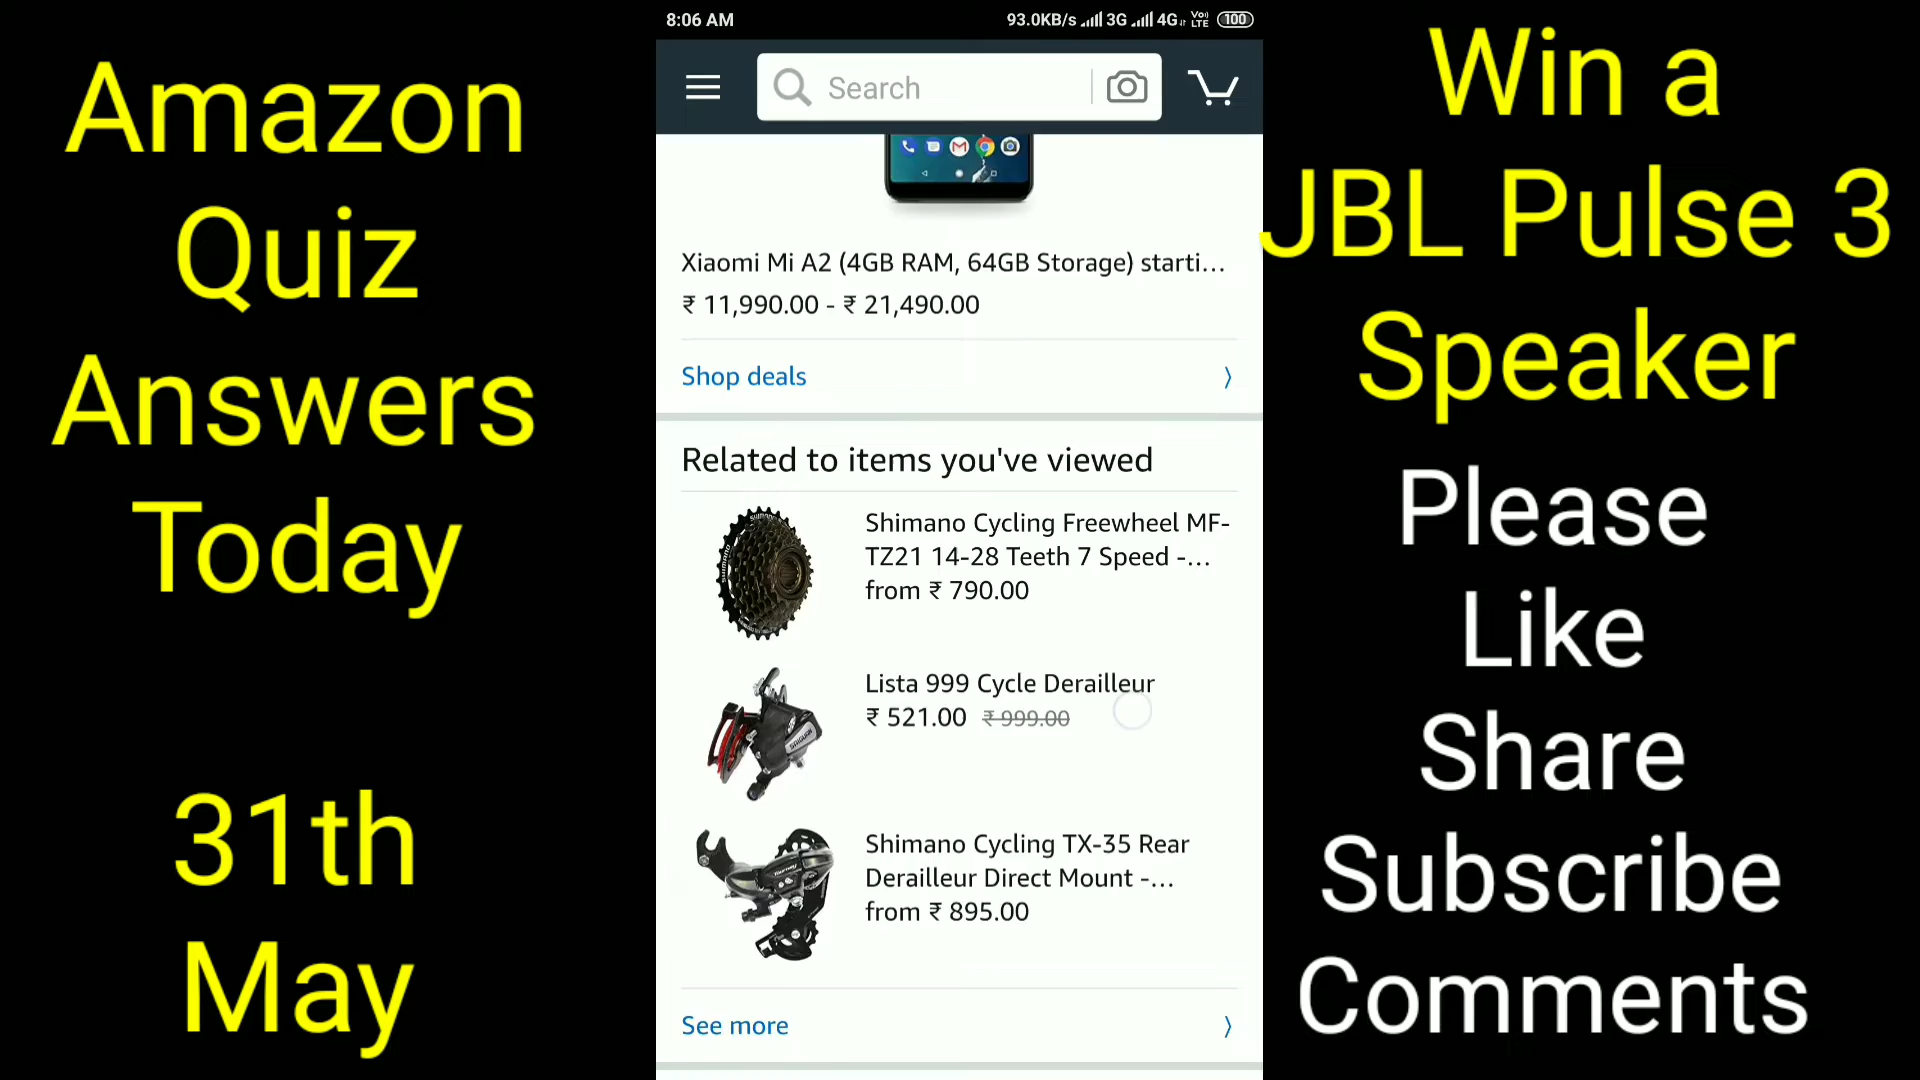 Amazon
Quiz
Answers
Today
31th
May
8:06 AM
93.0KB/s 3G 4G Vo)) LTE 100
Search
Xiaomi Mi A2 (4GB RAM, 64GB Storage) starti...
₹ 11,990.00 - ₹ 21,490.00
Shop deals
Related to items you've viewed
Shimano Cycling Freewheel MF-
TZ21 14-28 Teeth 7 Speed -...
from ₹ 790.00
Lista 999 Cycle Derailleur
₹ 521.00 ₹ 999.00
Shimano Cycling TX-35 Rear
Derailleur Direct Mount -...
from ₹ 895.00
See more
Win a
JBL Pulse 3
Speaker
Please
Like
Share
Subscribe
Comments